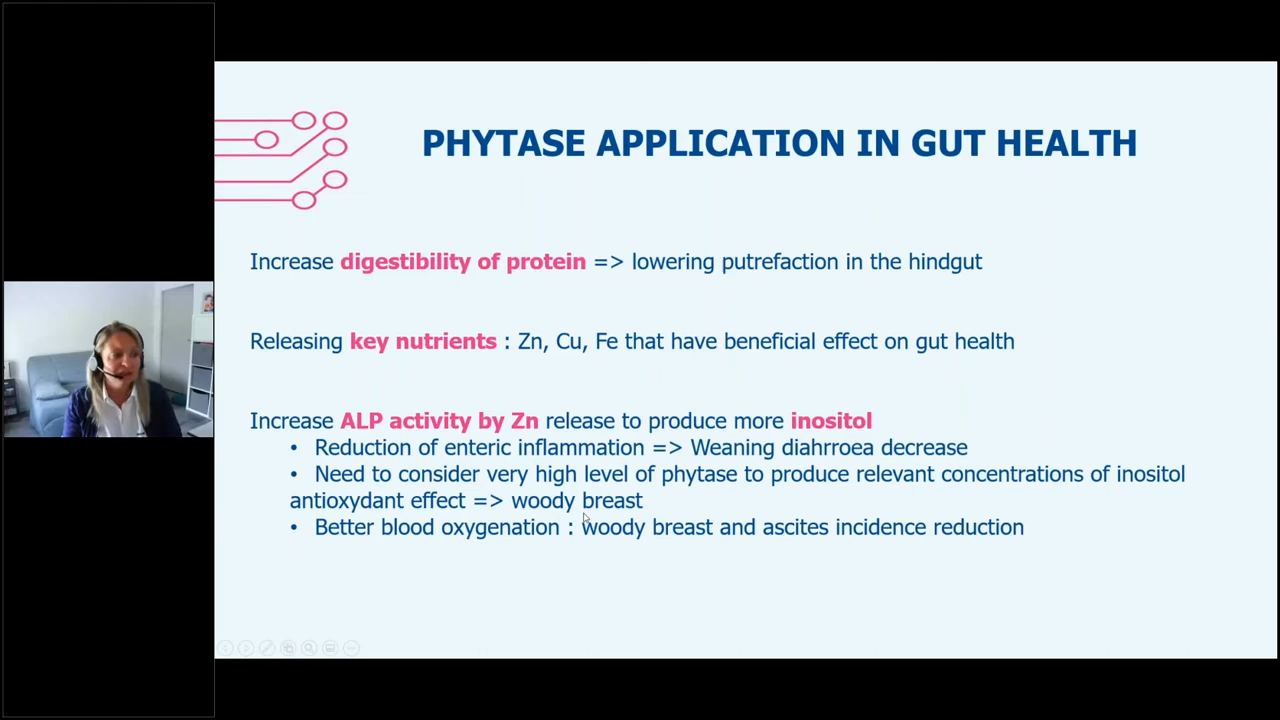 PHYTASE APPLICATION IN GUT HEALTH
Increase digestibility of protein => lowering putrefaction in the hindgut
Releasing key nutrients : Zn, Cu, Fe that have beneficial effect on gut health
Increase ALP activity by Zn release to produce more inositol
• Reduction of enteric inflammation => Weaning diahrroea decrease
• Need to consider very high level of phytase to produce relevant concentrations of inositol
antioxydant effect => woody breast
• Better blood oxygenation : woody breast and ascites incidence reduction